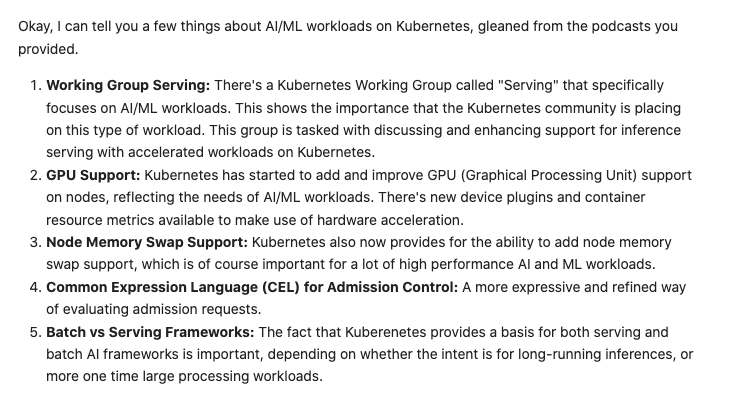 Okay, I can tell you a few things about AI/ML workloads on Kubernetes, gleaned from the podcasts you
provided.
1. Working Group Serving: There's a Kubernetes Working Group called "Serving" that specifically
focuses on AI/ML workloads. This shows the importance that the Kubernetes community is placing
on this type of workload. This group is tasked with discussing and enhancing support for inference
serving with accelerated workloads on Kubernetes.
2. GPU Support: Kubernetes has started to add and improve GPU (Graphical Processing Unit) support
on nodes, reflecting the needs of AI/ML workloads. There's new device plugins and container
resource metrics available to make use of hardware acceleration.
3. Node Memory Swap Support: Kubernetes also now provides for the ability to add node memory
swap support, which is of course important for a lot of high performance AI and ML workloads.
4. Common Expression Language (CEL) for Admission Control: A more expressive and refined way
of evaluating admission requests.
5. Batch vs Serving Frameworks: The fact that Kuberenetes provides a basis for both serving and
batch AI frameworks is important, depending on whether the intent is for long-running inferences, or
more one time large processing workloads.